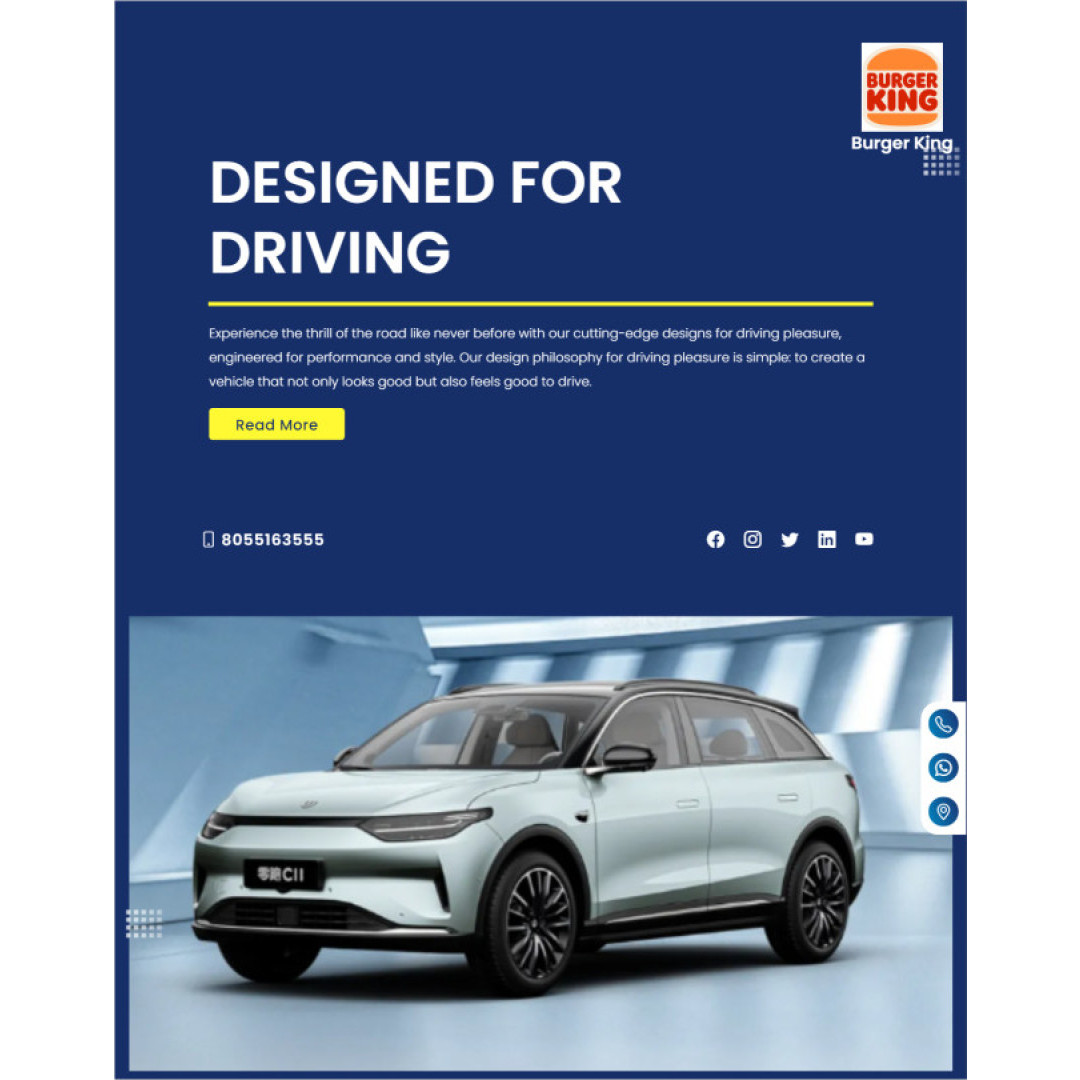 BURGER
KING
Burger King
DESIGNED FOR
DRIVING
Experience the thrill of the road like never before with our cutting-edge designs for driving pleasure,
engineered for performance and style. Our design philosophy for driving pleasure is simple: to create a
vehicle that not only looks good but also feels good to drive.
Read More
8055163555
零跑C11